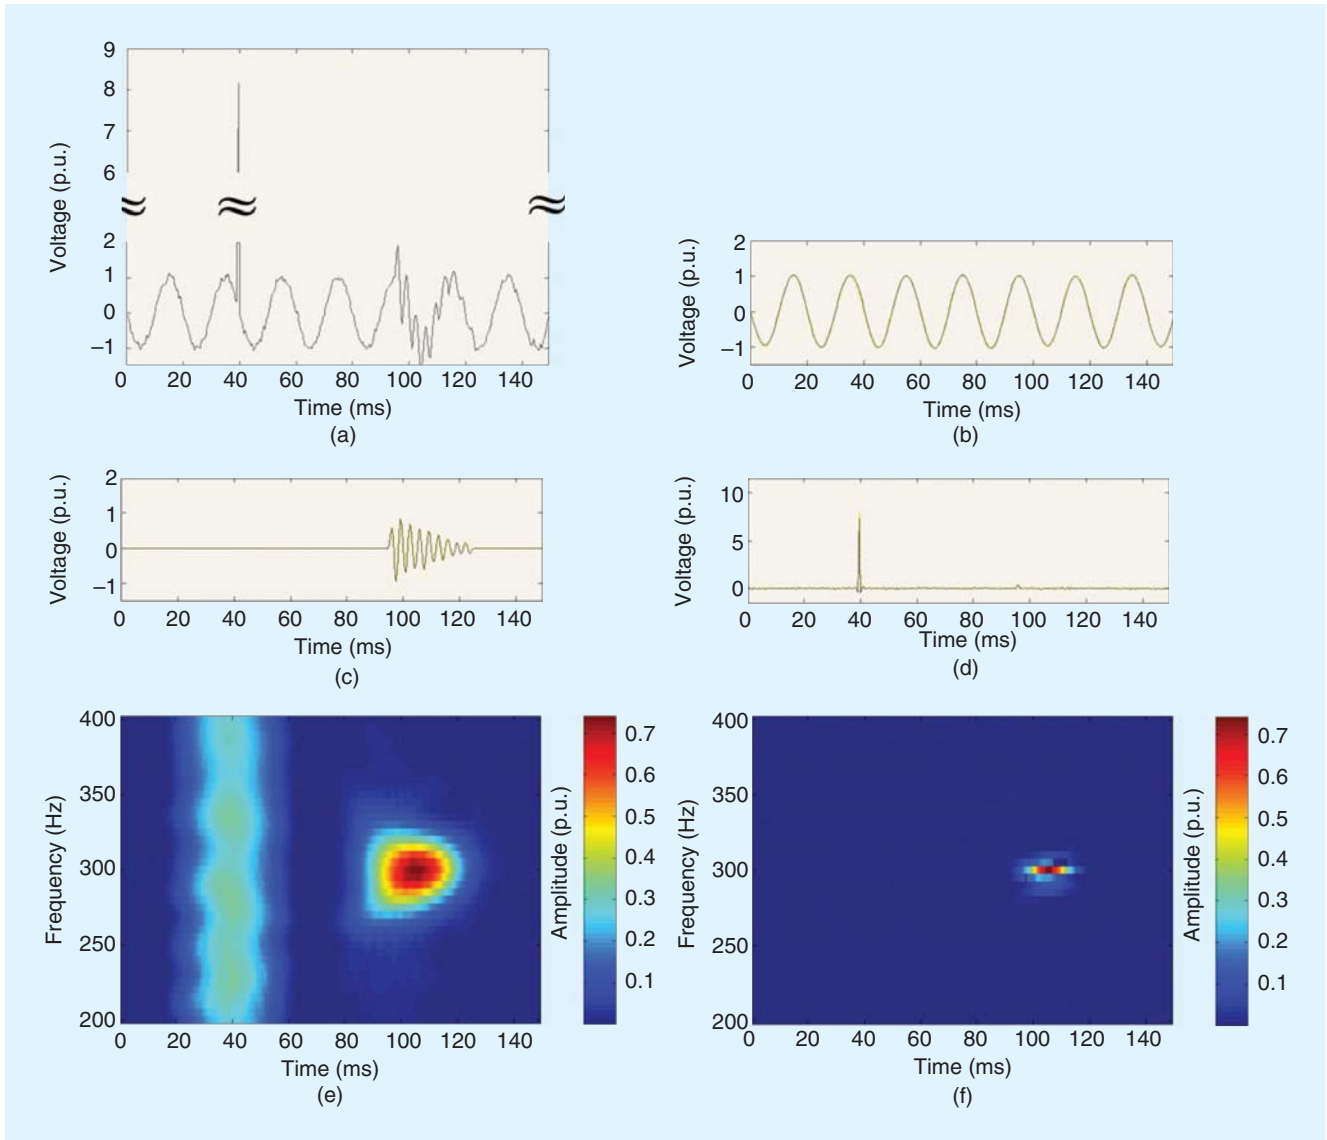 9
8
7
6
2
1
0
–1
Voltage (p.u.)
0 20 40 60 80 100 120 140
Time (ms)
(a)
2
1
0
–1
Voltage (p.u.)
0 20 40 60 80 100 120 140
Time (ms)
(b)
2
1
0
–1
Voltage (p.u.)
0 20 40 60 80 100 120 140
Time (ms)
(c)
10
5
0
Voltage (p.u.)
0 20 40 60 80 100 120 140
Time (ms)
(d)
400
350
300
250
200
Frequency (Hz)
0 20 40 60 80 100 120 140
Time (ms)
(e)
0.7
0.6
0.5
0.4
0.3
0.2
0.1
Amplitude (p.u.)
400
350
300
250
200
Frequency (Hz)
0 20 40 60 80 100 120 140
Time (ms)
(f)
0.7
0.6
0.5
0.4
0.3
0.2
0.1
Amplitude (p.u.)